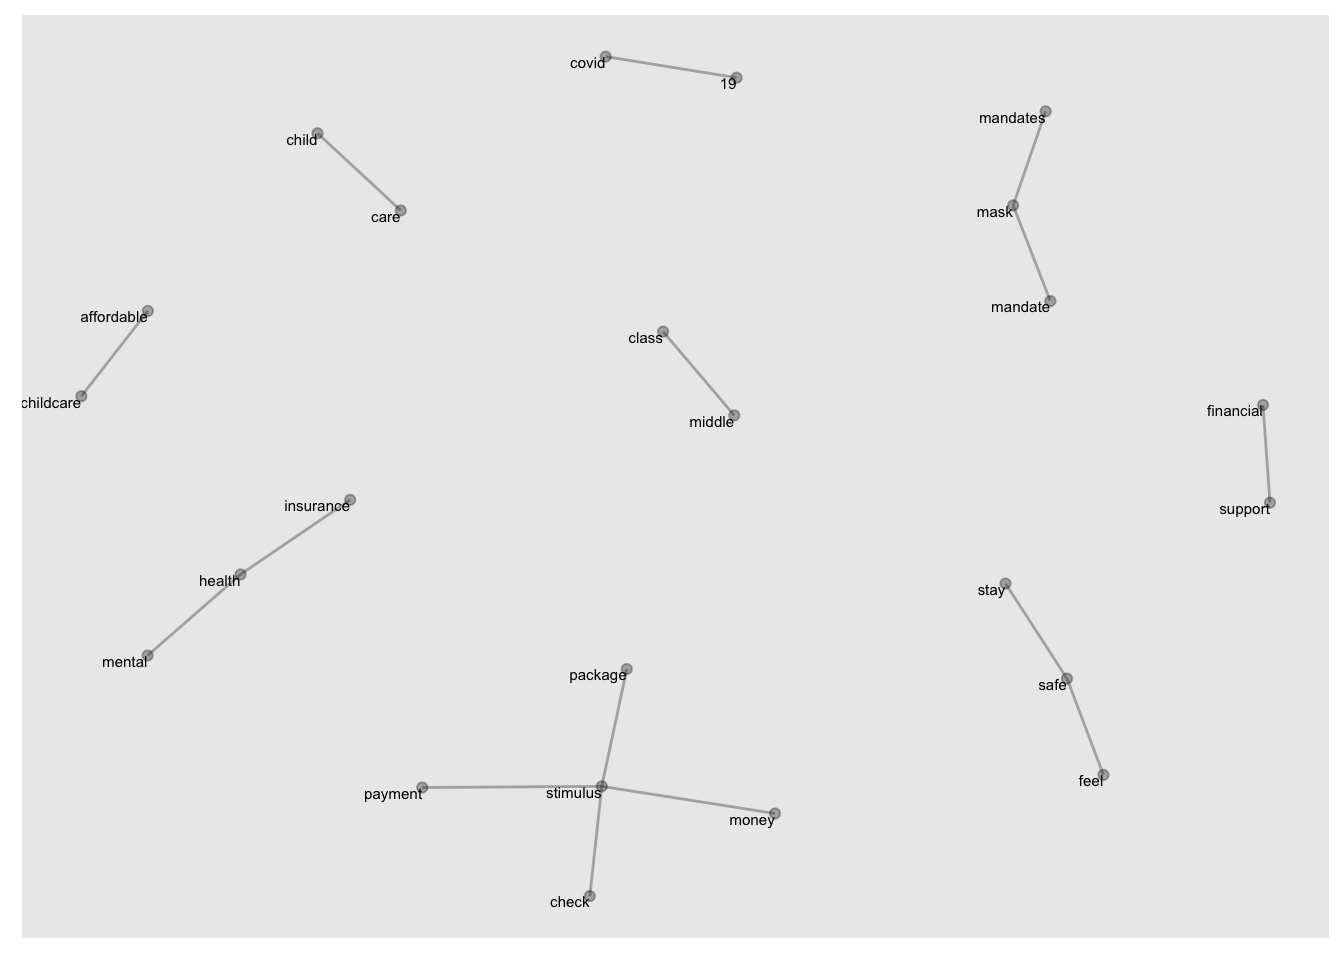 covid
19
mandates
child
mask
care
mandate
affordable
class
childcare
financial
middle
insurance
support
health
stay
mental
package
safe
feel
payment
stimulus
money
check